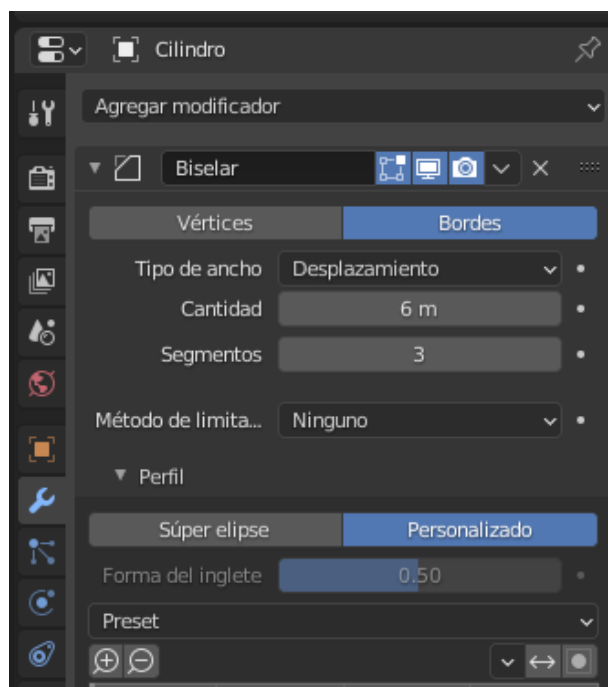 Cilindro
Agregar modificador
Biselar
Vértices Bordes
Tipo de ancho Desplazamiento
Cantidad 6 m
Segmentos 3
Método de limita... Ninguno
Perfil
Súper elipse Personalizado
Forma del inglete 0.50
Preset